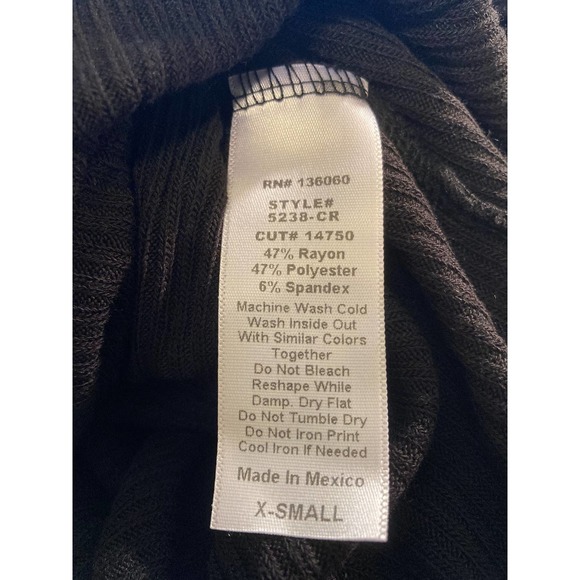 RN# 136060
STYLE#
5238-CR
CUT# 14750
47% Rayon
47% Polyester
6% Spandex
Machine Wash Cold
Wash Inside Out
With Similar Colors
Together
Do Not Bleach
Reshape While
Damp. Dry Flat
Do Not Tumble Dry
Do Not Iron Print
Cool Iron If Needed
Made In Mexico
X-SMALL